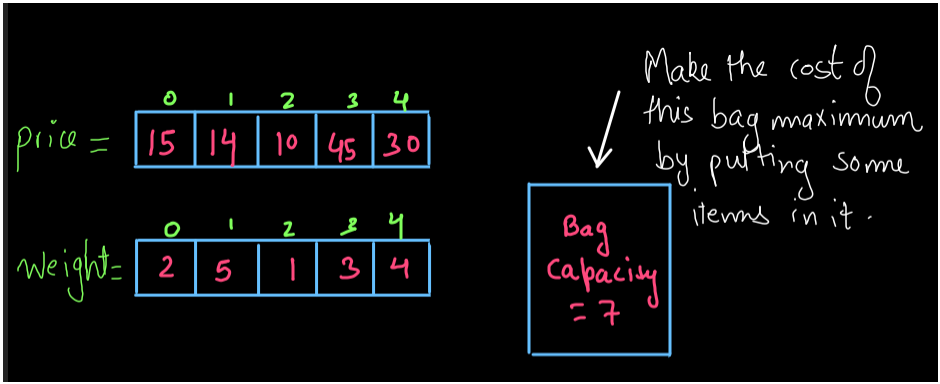 0 1 2 3 4
price = 15 14 10 45 30
0 1 2 3 4
weight = 2 5 1 3 4
Make the cost of
this bag maximum
by putting some
items in it.
Bag
Capacity
= 7